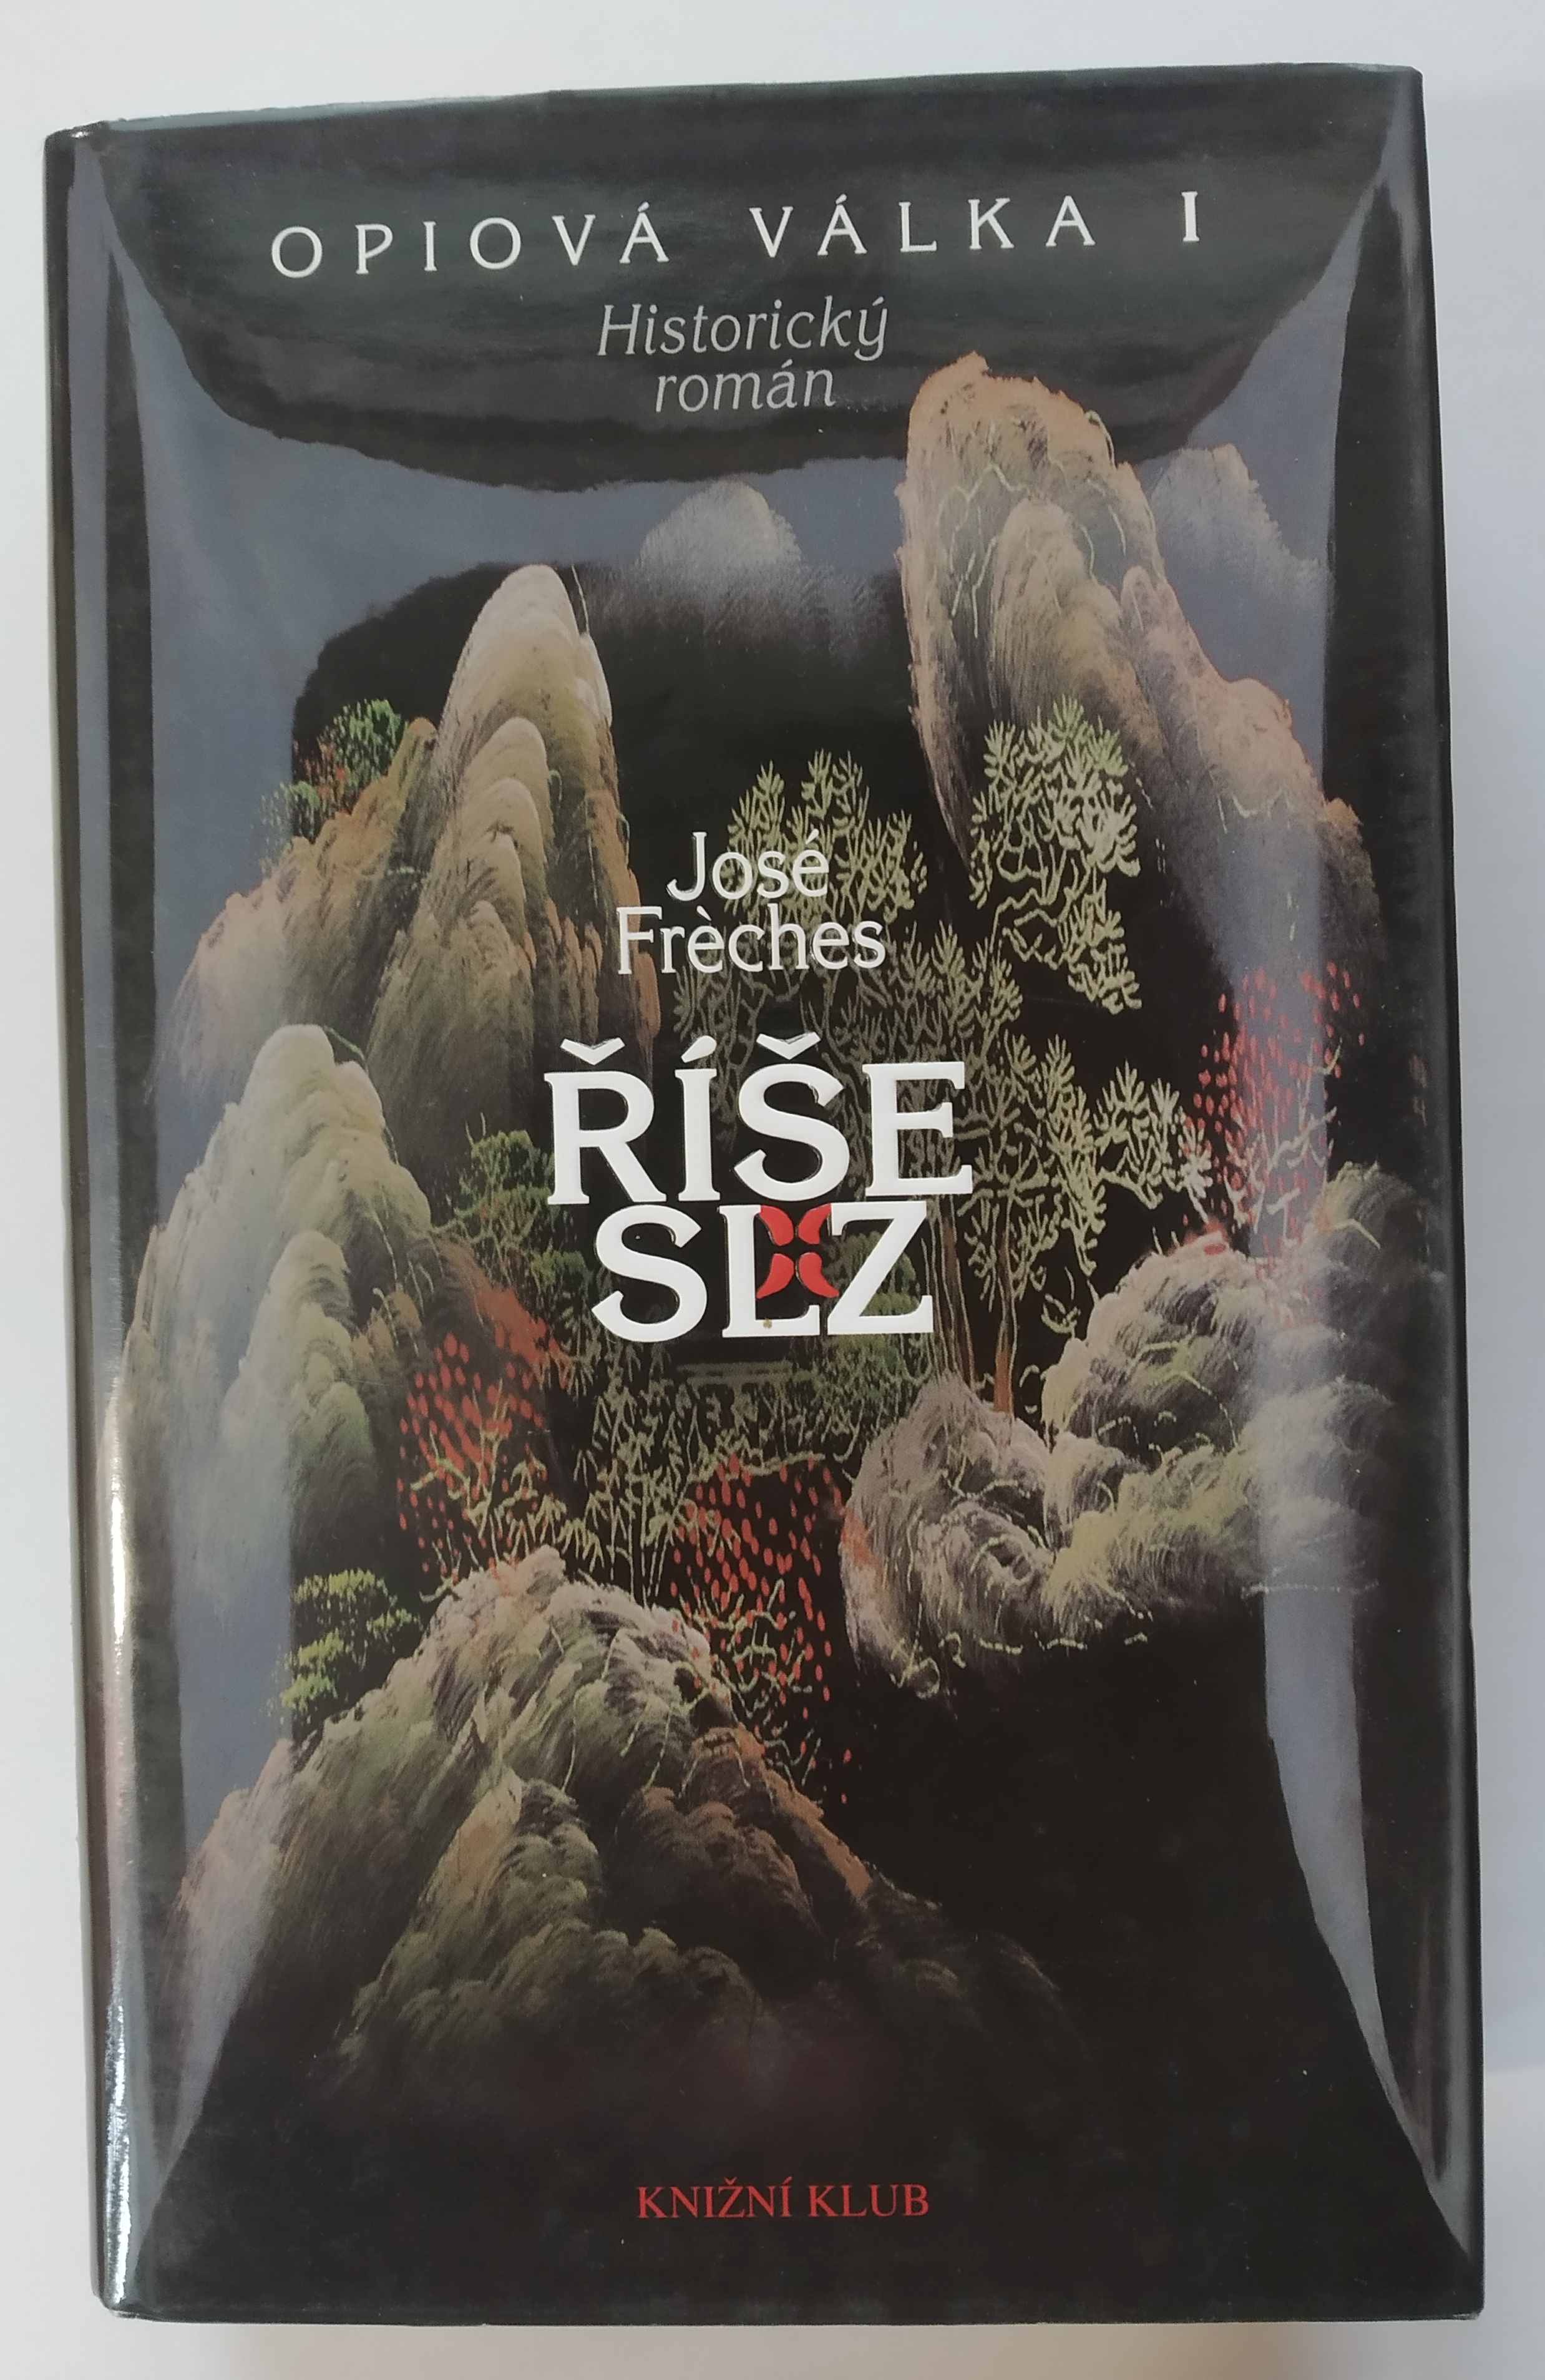 OPIOVÁ VÁLKA I
Historický
román
José
Frèches
ŘÍŠE
SLZ
KNIŽNÍ KLUB